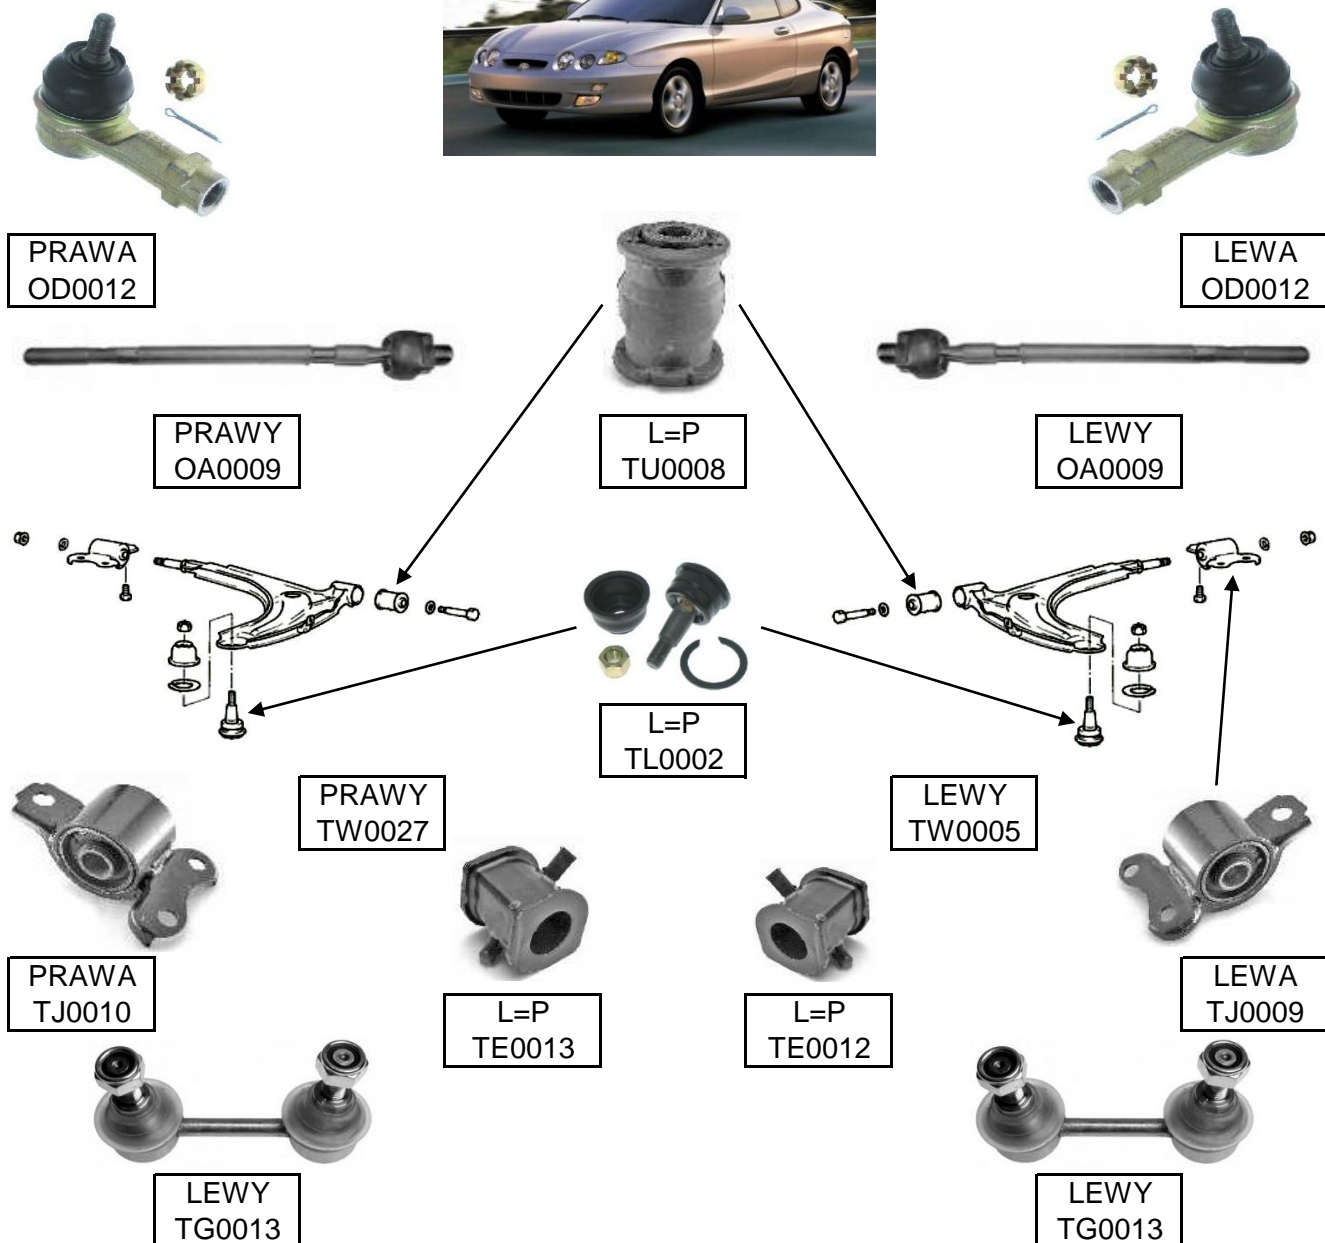 PRAWA
OD0012
LEWA
OD0012
PRAWY
OA0009
L=P
TU0008
LEWY
OA0009
L=P
TL0002
PRAWY
TW0027
LEWY
TW0005
PRAWA
TJ0010
L=P
TE0013
L=P
TE0012
LEWA
TJ0009
LEWY
TG0013
LEWY
TG0013